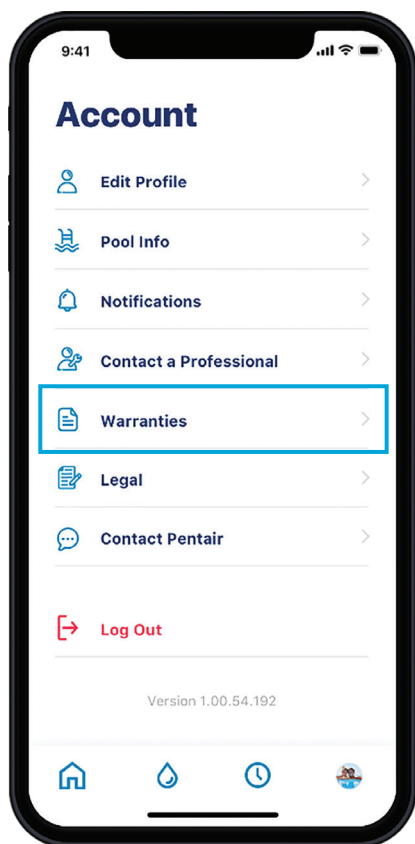 9:41
Account
Edit Profile
Pool Info
Notifications
Contact a Professional
Warranties
Legal
Contact Pentair
Log Out
Version 1.00.54.192